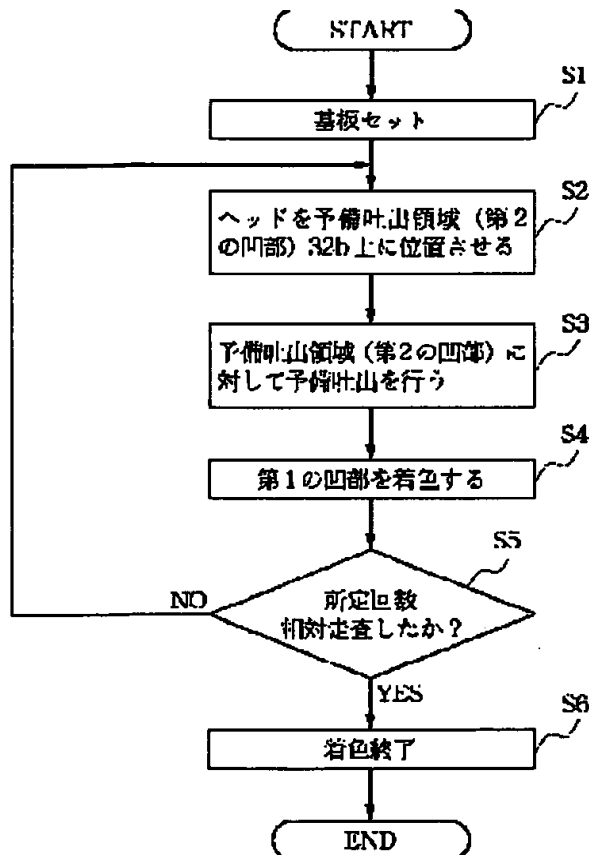 START
S1
基板セット
S2
ヘッドを予備吐出領域（第2
の凹部）32b上に位置させる
S3
予備吐出領域（第2の凹部）に
対して予備吐出を行う
S4
第1の凹部を着色する
S5
所定回数
相対走査したか？
NO
YES
S6
着色終了
END